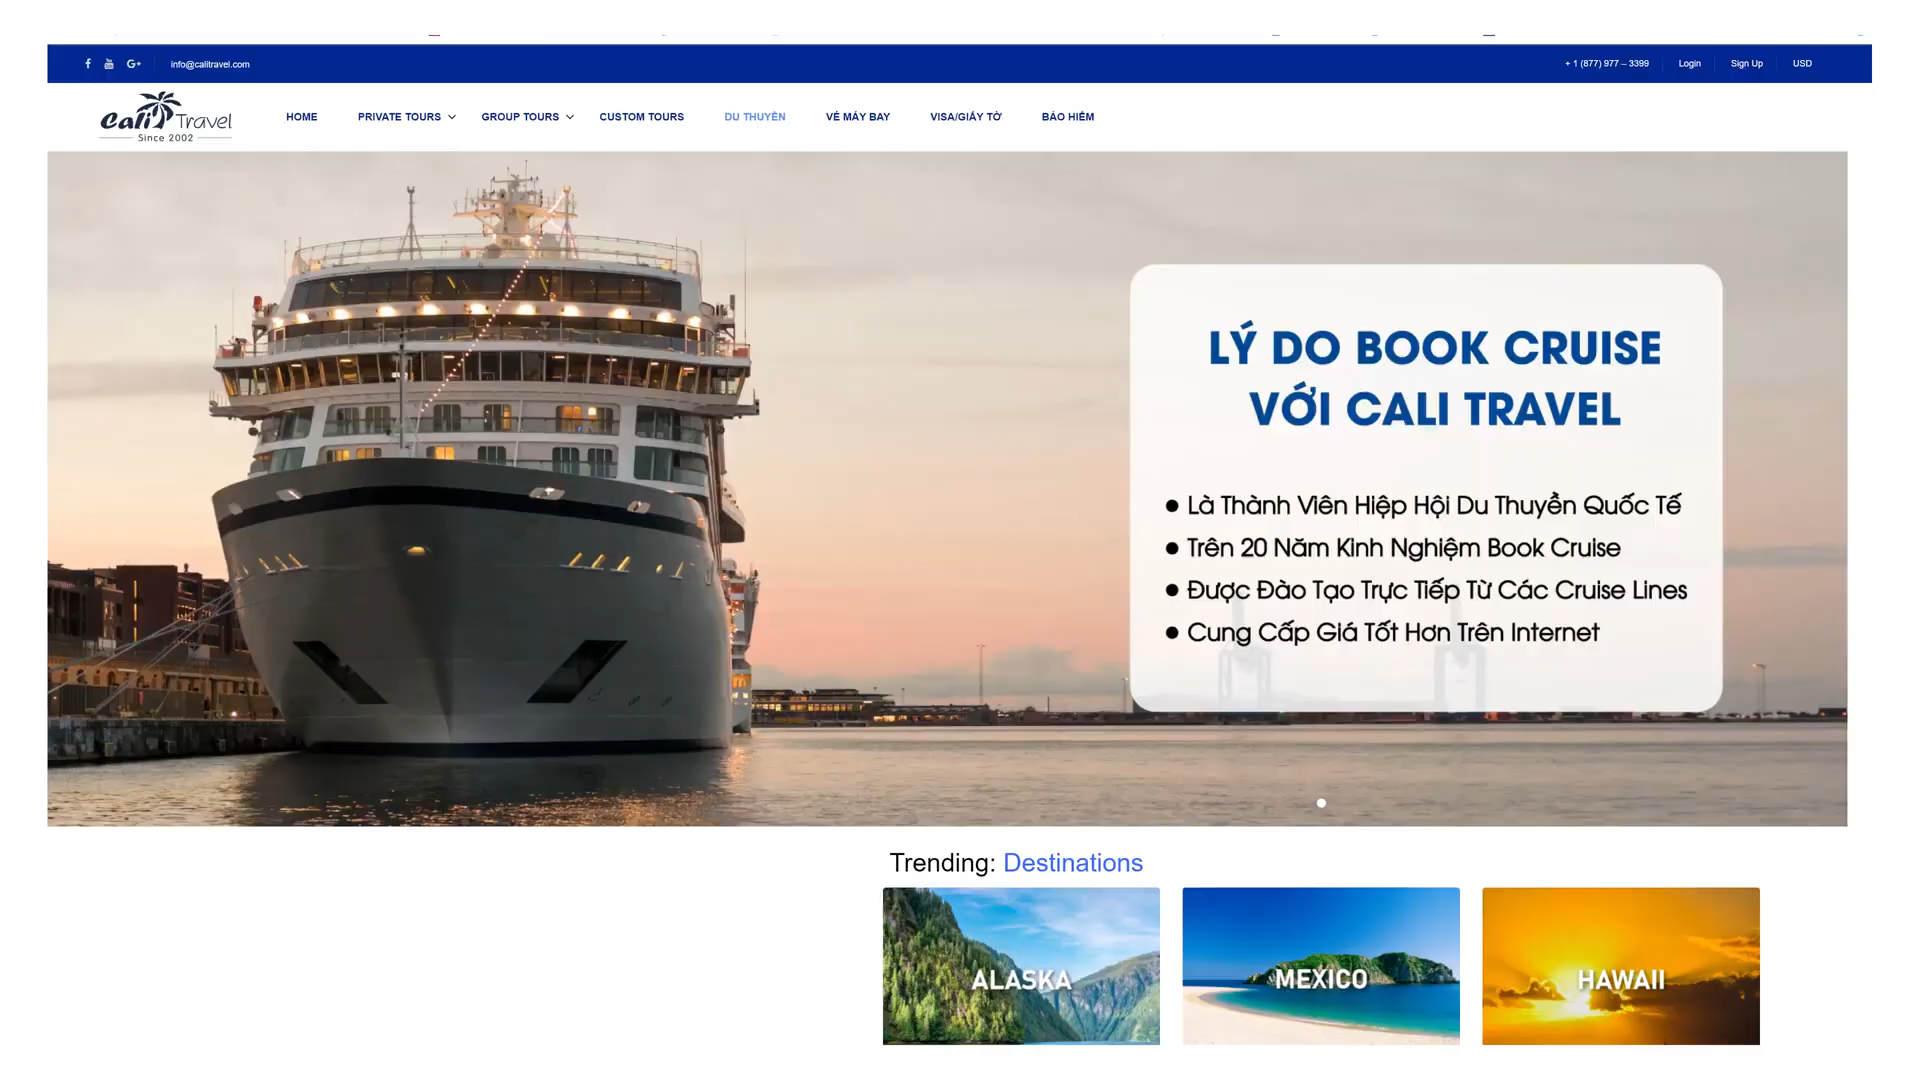 info@calitravel.com
+ 1 (877) 977 – 3399
Login
Sign Up
USD
Cali Travel
Since 2002
HOME
PRIVATE TOURS
GROUP TOURS
CUSTOM TOURS
DU THUYỀN
VÉ MÁY BAY
VISA/GIẤY TỜ
BẢO HIỂM
LÝ DO BOOK CRUISE
VỚI CALI TRAVEL
● Là Thành Viên Hiệp Hội Du Thuyền Quốc Tế
● Trên 20 Năm Kinh Nghiệm Book Cruise
● Được Đào Tạo Trực Tiếp Từ Các Cruise Lines
● Cung Cấp Giá Tốt Hơn Trên Internet
Trending: Destinations
ALASKA
MEXICO
HAWAII